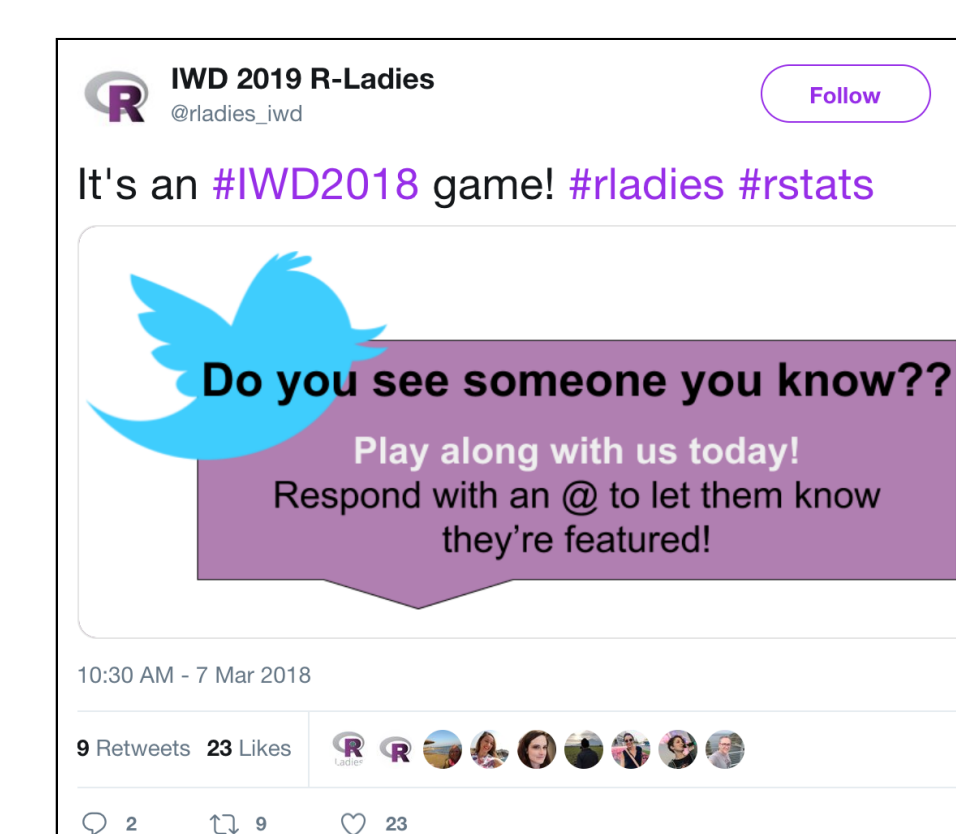 IWD 2019 R-Ladies
@rladies_iwd
Follow
It's an #IWD2018 game! #rladies #rstats
Do you see someone you know??
Play along with us today!
Respond with an @ to let them know
they're featured!
10:30 AM - 7 Mar 2018
9 Retweets 23 Likes
R
Ladies
R
2 9 23